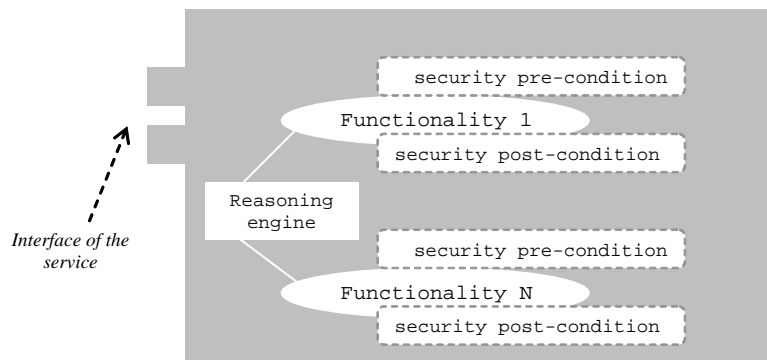 security pre-condition
Functionality 1
security post-condition
Reasoning
engine
Interface of the
service
security pre-condition
Functionality N
security post-condition